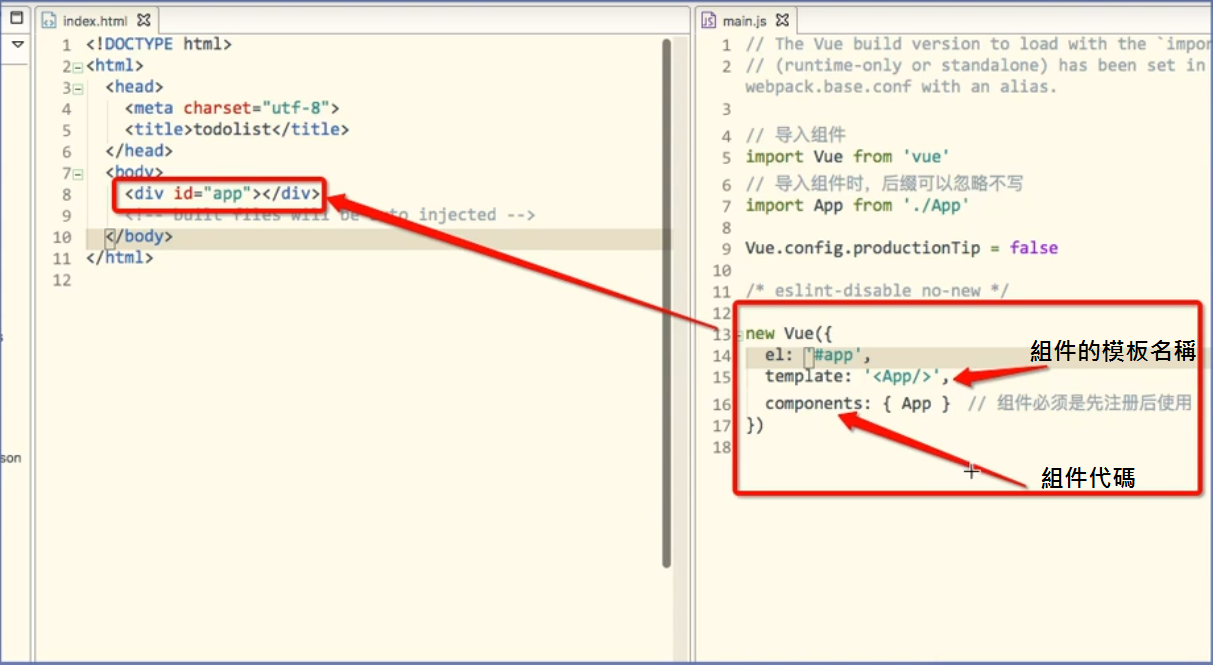 index.html
1 <!DOCTYPE html>
2 <html>
3 <head>
4 <meta charset="utf-8">
5 <title>todolist</title>
6 </head>
7 <body>
8 <div id="app"></div>
9 <!-- built files will be auto injected -->
10 </body>
11 </html>
12
son
main.js
1 // The Vue build version to load with the `impor
2 // (runtime-only or standalone) has been set in
webpack.base.conf with an alias.
3
4 // 导入组件
5 import Vue from 'vue'
6 // 导入组件时，后缀可以忽略不写
7 import App from './App'
8
9 Vue.config.productionTip = false
10
11 /* eslint-disable no-new */
12
13 new Vue({
14 el: '#app',
組件的模板名稱
15 template: '<App/>',
16 components: { App } // 组件必须是先注册后使用
17 })
18
組件代碼